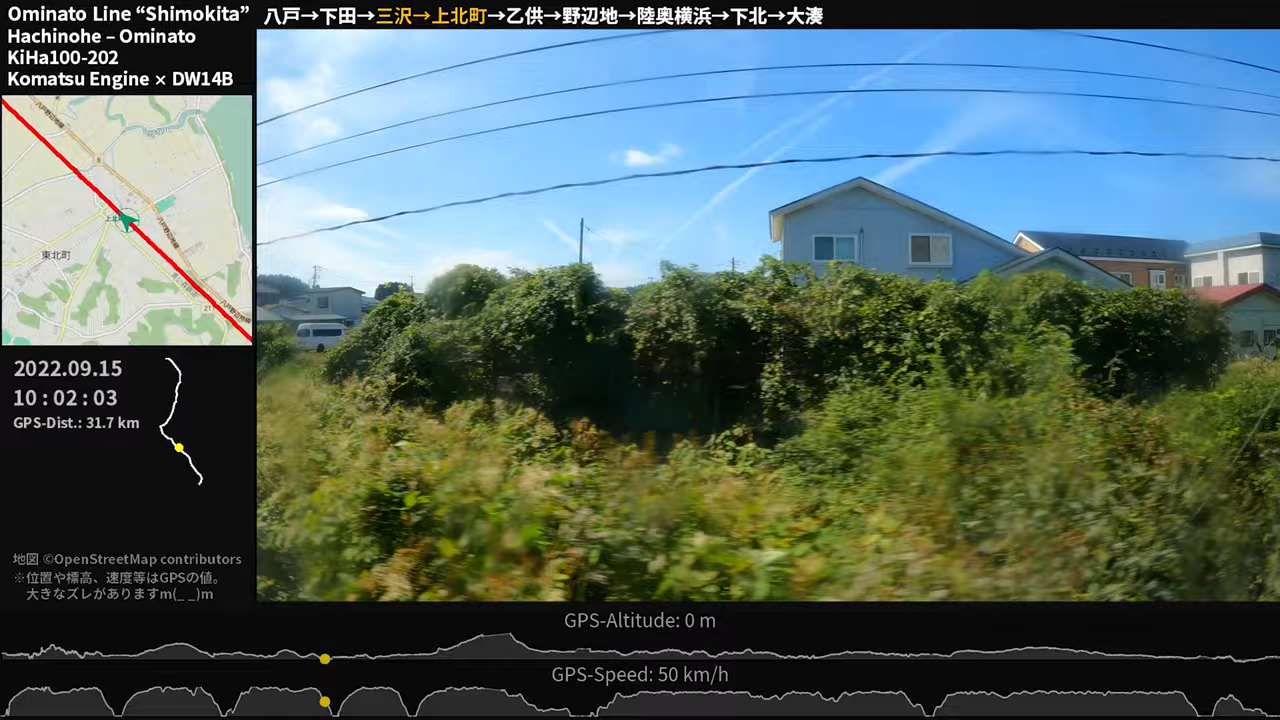 Ominato Line “Shimokita”
Hachinohe – Ominato
KiHa100-202
Komatsu Engine × DW14B
八戸→下田→三沢→上北町→乙供→野辺地→陸奥横浜→下北→大湊
東北町
2022.09.15
10 : 02 : 03
GPS-Dist.: 31.7 km
地図 ©OpenStreetMap contributors
※位置や標高、速度等はGPSの値。
大きなズレがありますm(_ _)m
GPS-Altitude: 0 m
GPS-Speed: 50 km/h